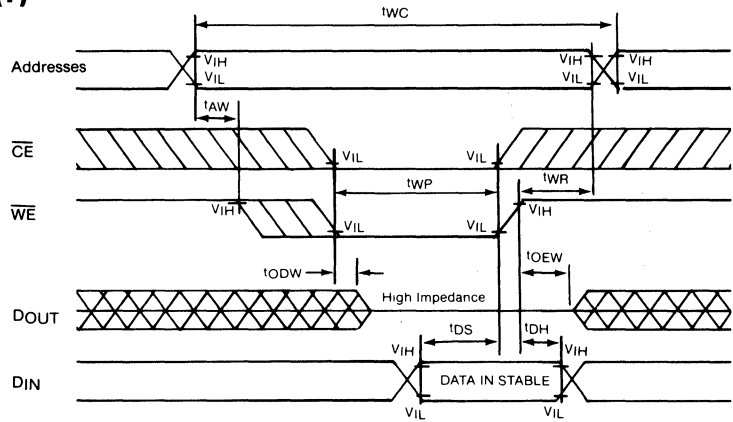 tWC
Addresses
VIH
VIL
VIH
VIL
VIH
VIL
tAW
CE
VIL
VIL
tWP
tWR
WE
VIH
VIL
VIL
VIH
tODW
tOEW
DOUT
High Impedance
tDS
tDH
DIN
VIH
VIL
DATA IN STABLE
VIH
VIL